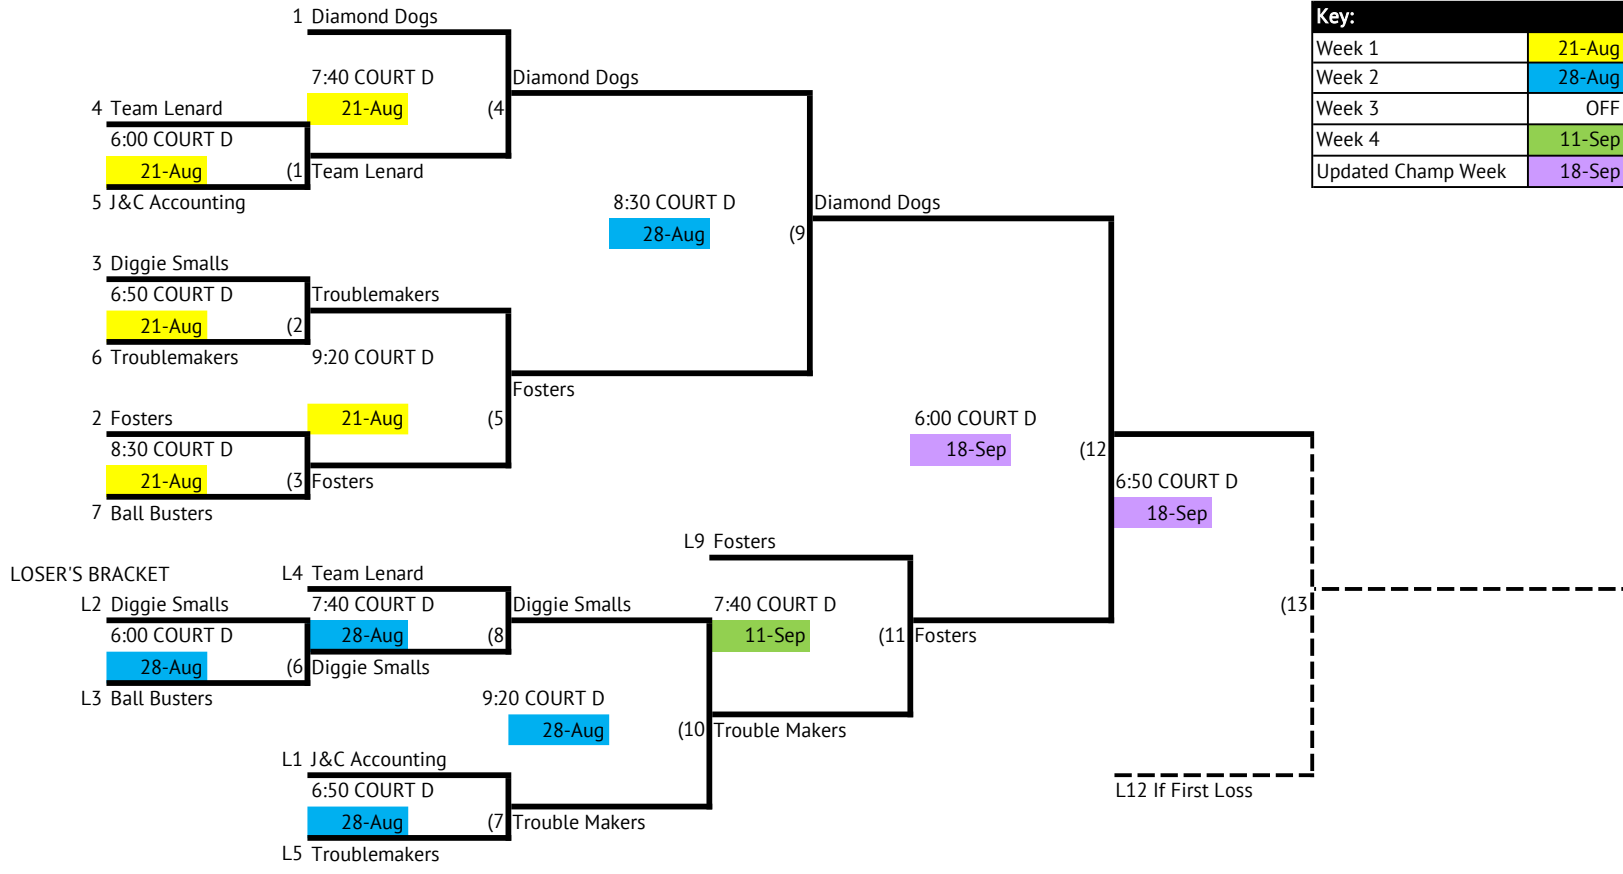 1 Diamond Dogs
Key:
Week 1 21-Aug
7:40 COURT D
Diamond Dogs
Week 2 28-Aug
4 Team Lenard
21-Aug
(4
Week 3 OFF
6:00 COURT D
Week 4 11-Sep
21-Aug
(1
Team Lenard
Updated Champ Week 18-Sep
5 J&C Accounting
8:30 COURT D
Diamond Dogs
28-Aug
(9
3 Diggie Smalls
6:50 COURT D
Troublemakers
21-Aug
(2
6 Troublemakers
9:20 COURT D
Fosters
2 Fosters
21-Aug
(5
6:00 COURT D
8:30 COURT D
18-Sep
(12
21-Aug
(3
Fosters
6:50 COURT D
7 Ball Busters
18-Sep
L9 Fosters
LOSER'S BRACKET
L4 Team Lenard
L2 Diggie Smalls
7:40 COURT D
Diggie Smalls
7:40 COURT D
(13
6:00 COURT D
28-Aug
(8
11-Sep
(11
Fosters
28-Aug
(6
Diggie Smalls
L3 Ball Busters
9:20 COURT D
28-Aug
(10
Trouble Makers
L1 J&C Accounting
6:50 COURT D
L12 If First Loss
28-Aug
(7
Trouble Makers
L5 Troublemakers